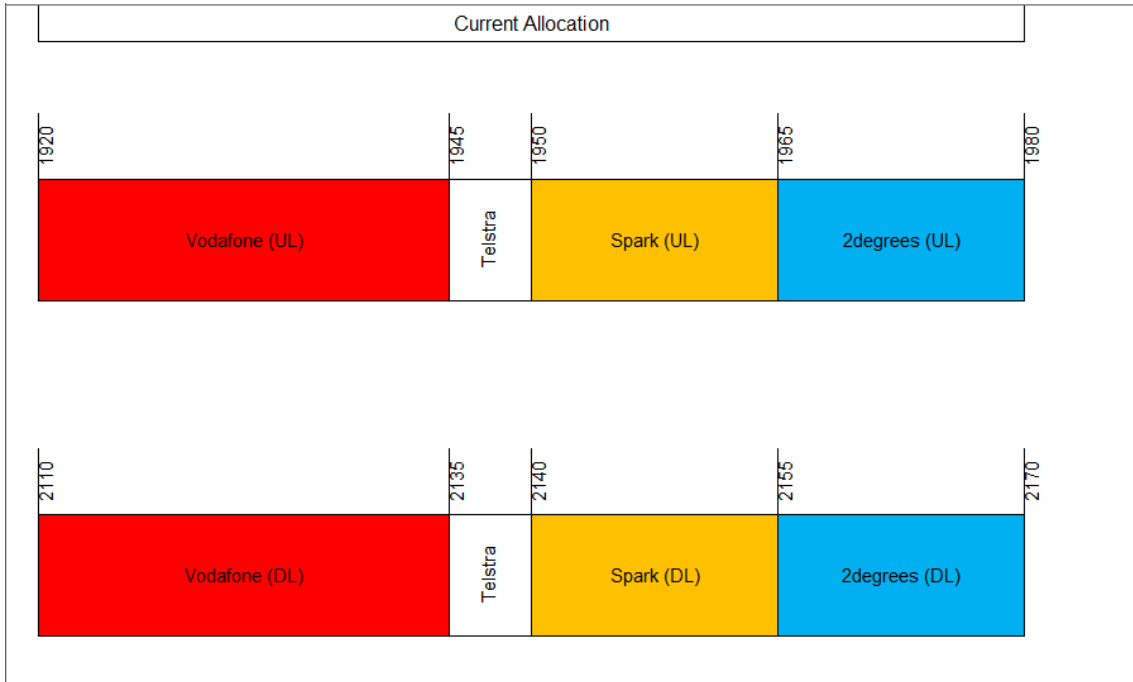 Current Allocation
1920 1945 1950 1965 1980
Vodafone (UL) Telstra Spark (UL) 2degrees (UL)
2110 2135 2140 2155 2170
Vodafone (DL) Telstra Spark (DL) 2degrees (DL)